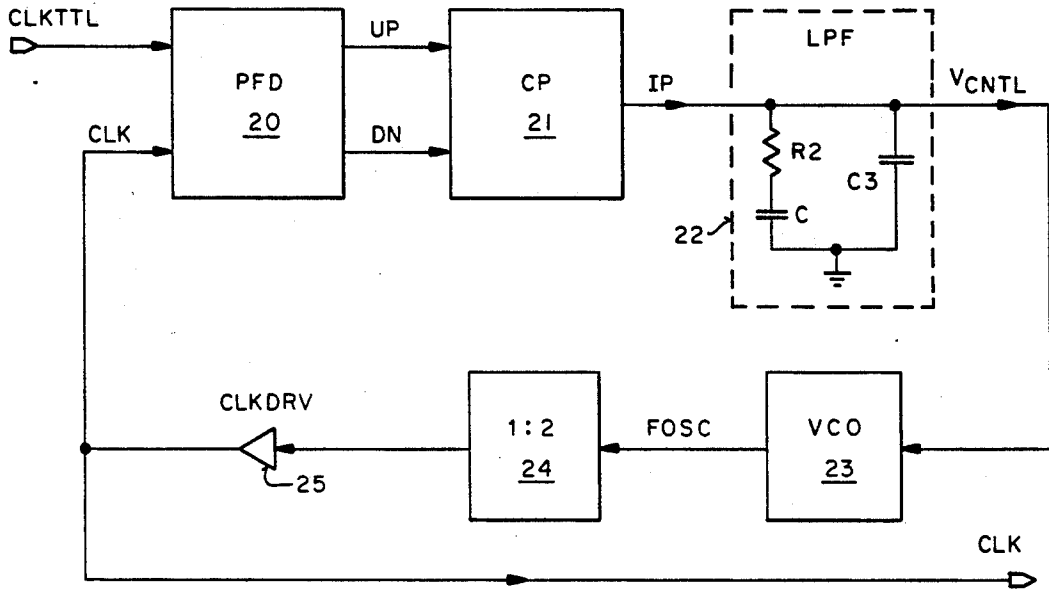 CLKTTL
PFD
20
CLK
UP
DN
CP
21
IP
LPF
R2
C
C3
22
VCNTL
CLKDRV
25
1:2
24
FOSC
VCO
23
CLK